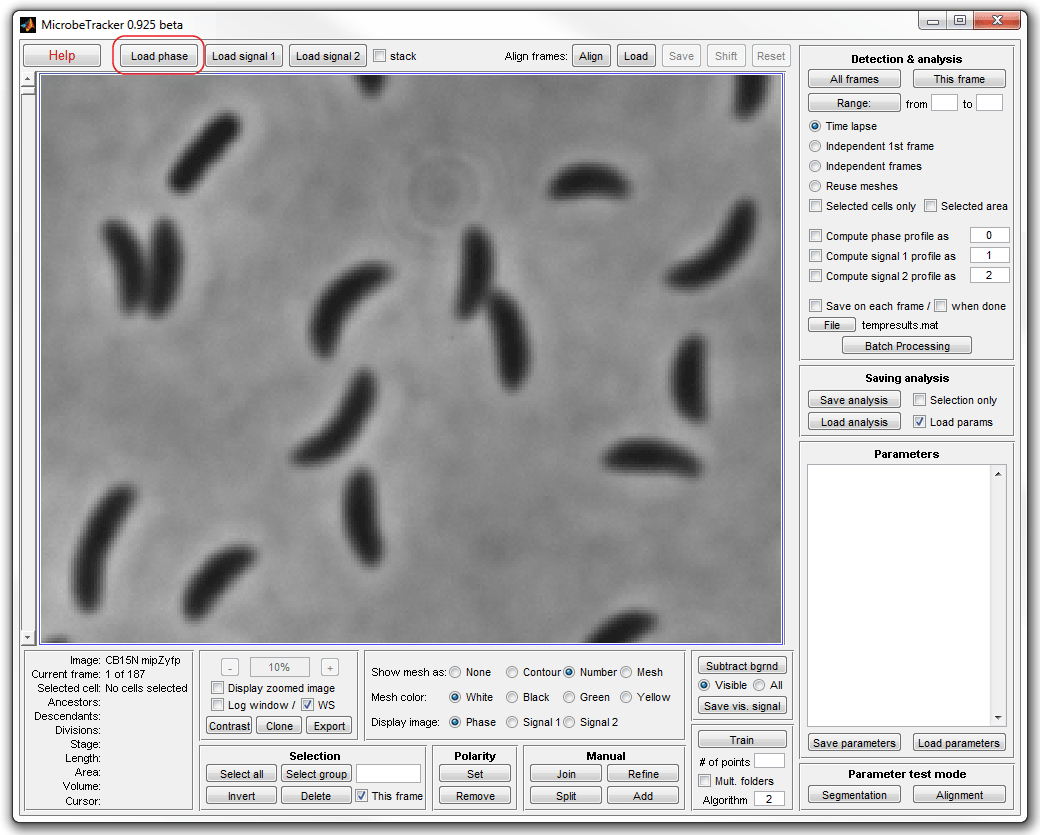 MicrobeTracker 0.925 beta
Help Load phase Load signal 1 Load signal 2 stack Align frames: Align Load Save Shift Reset
Detection & analysis
All frames This frame
Range: from to
Time lapse
Independent 1st frame
Independent frames
Reuse meshes
Selected cells only Selected area
Compute phase profile as 0
Compute signal 1 profile as 1
Compute signal 2 profile as 2
Save on each frame / when done
File tempresults.mat
Batch Processing
Saving analysis
Save analysis Selection only
Load analysis Load params
Parameters
Save parameters Load parameters
Parameter test mode
Segmentation Alignment
Image: CB15N mipZyfp
Current frame: 1 of 187
Selected cell: No cells selected
Ancestors:
Descendants:
Divisions:
Stage:
Length:
Area:
Volume:
Cursor:
- 10% +
Display zoomed image
Log window / WS
Contrast Clone Export
Show mesh as: None Contour Number Mesh
Mesh color: White Black Green Yellow
Display image: Phase Signal 1 Signal 2
Subtract bgrnd
Visible All
Save vis. signal
Selection
Select all Select group
Invert Delete This frame
Polarity
Set
Remove
Manual
Join Refine
Split Add
Train
# of points
Mult. folders
Algorithm 2